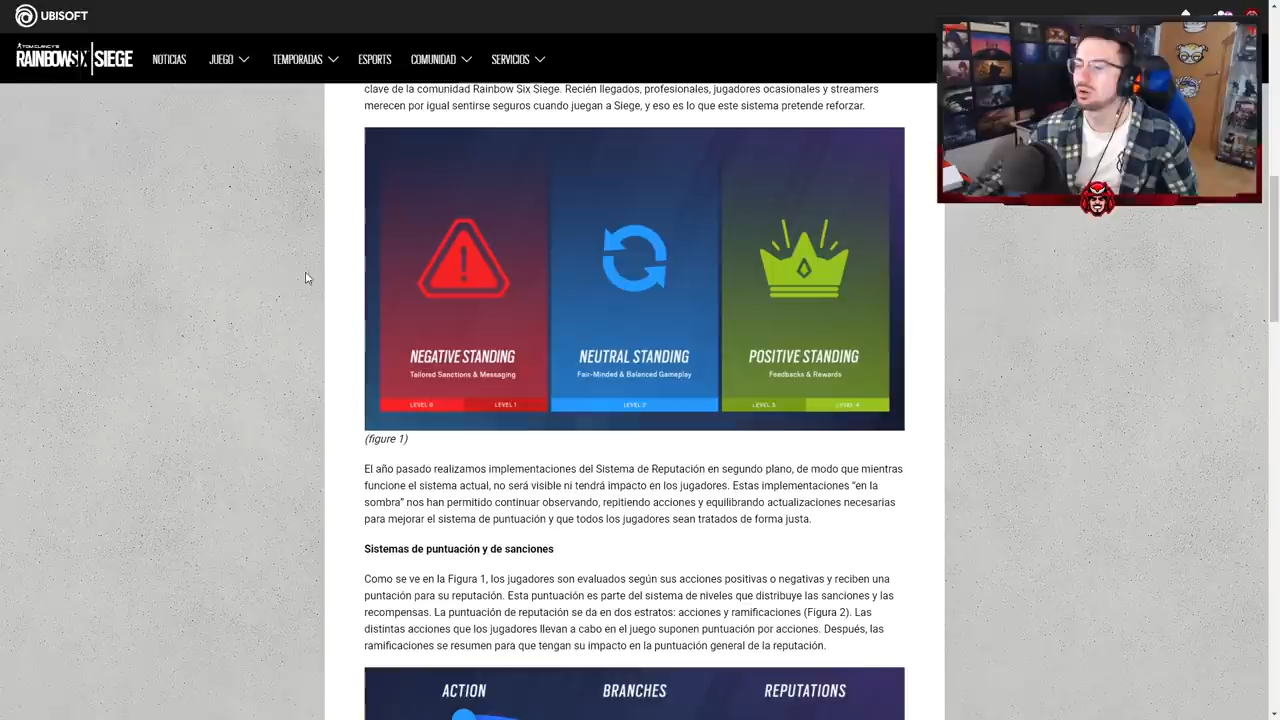 UBISOFT
TOM CLANCY'S
RAINBOWSIX|SIEGE
NOTICIAS
JUEGO
TEMPORADAS
ESPORTS
COMUNIDAD
SERVICIOS
clave de la comunidad Rainbow Six Siege. Recién llegados, profesionales, jugadores ocasionales y streamers
merecen por igual sentirse seguros cuando juegan a Siege, y eso es lo que este sistema pretende reforzar.
NEGATIVE STANDING
Tailored Sanctions & Messaging
LEVEL 0
LEVEL 1
NEUTRAL STANDING
Fair-Minded & Balanced Gameplay
LEVEL 2
POSITIVE STANDING
Feedbacks & Rewards
LEVEL 3
LEVEL 4
(figure 1)
El año pasado realizamos implementaciones del Sistema de Reputación en segundo plano, de modo que mientras
funcione el sistema actual, no será visible ni tendrá impacto en los jugadores. Estas implementaciones “en la
sombra” nos han permitido continuar observando, repitiendo acciones y equilibrando actualizaciones necesarias
para mejorar el sistema de puntuación y que todos los jugadores sean tratados de forma justa.
Sistemas de puntuación y de sanciones
Como se ve en la Figura 1, los jugadores son evaluados según sus acciones positivas o negativas y reciben una
puntación para su reputación. Esta puntuación es parte del sistema de niveles que distribuye las sanciones y las
recompensas. La puntuación de reputación se da en dos estratos: acciones y ramificaciones (Figura 2). Las
distintas acciones que los jugadores llevan a cabo en el juego suponen puntuación por acciones. Después, las
ramificaciones se resumen para que tengan su impacto en la puntuación general de la reputación.
ACTION
BRANCHES
REPUTATIONS